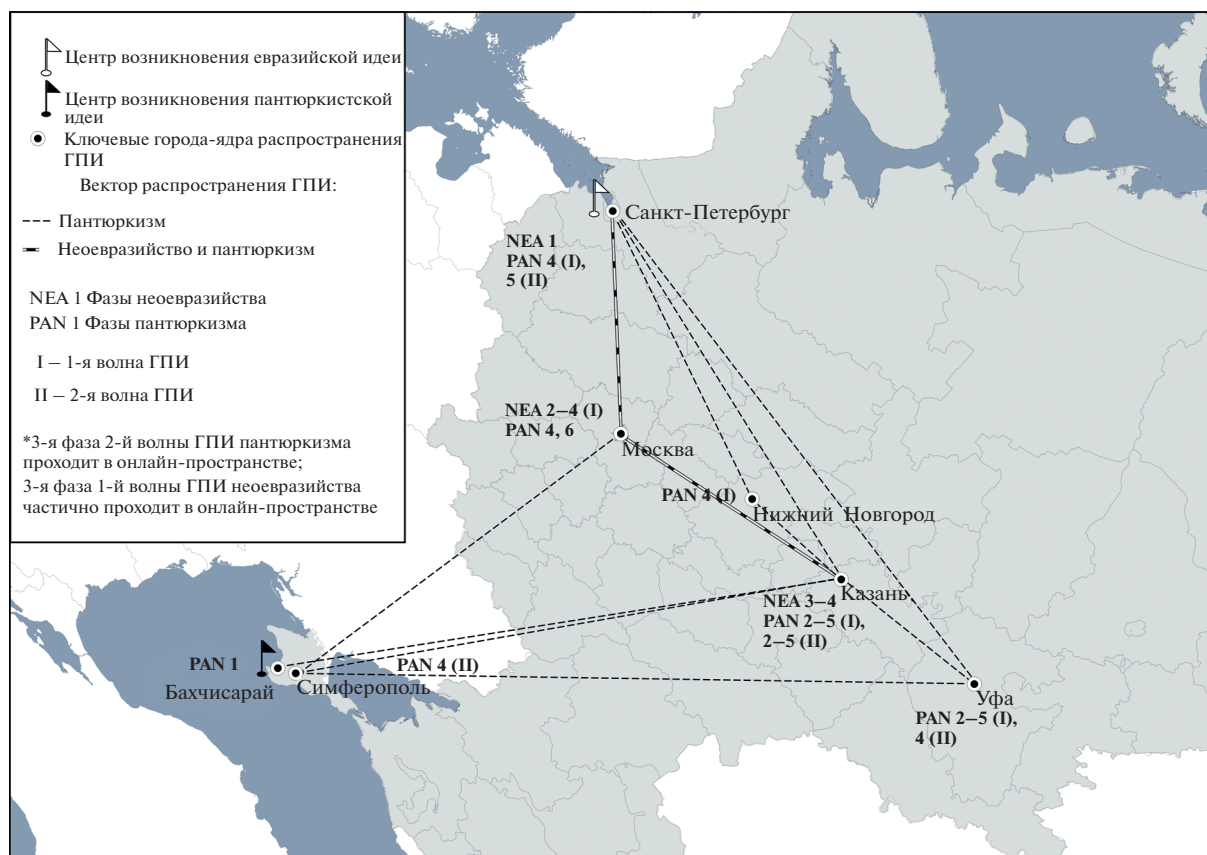 Центр возникновения евразийской идеи
Центр возникновения пантюркистской
идеи
Ключевые города-ядра распространения
ГПИ
Вектор распространения ГПИ:
Пантюркизм
Неоевразийство и пантюркизм
NEA 1 Фазы неоевразийства
PAN 1 Фазы пантюркизма
I – 1-я волна ГПИ
II – 2-я волна ГПИ
*3-я фаза 2-й волны ГПИ пантюркизма
проходит в онлайн-пространстве;
3-я фаза 1-й волны ГПИ неоевразийства
частично проходит в онлайн-пространстве
Санкт-Петербург
NEA 1
PAN 4 (I),
5 (II)
NEA 2–4 (I)
PAN 4, 6
Москва
PAN 4 (I)
Нижний Новгород
Казань
NEA 3–4
PAN 2–5 (I),
2–5 (II)
PAN 1
Бахчисарай
PAN 4 (II)
Симферополь
Уфа
PAN 2–5 (I),
4 (II)